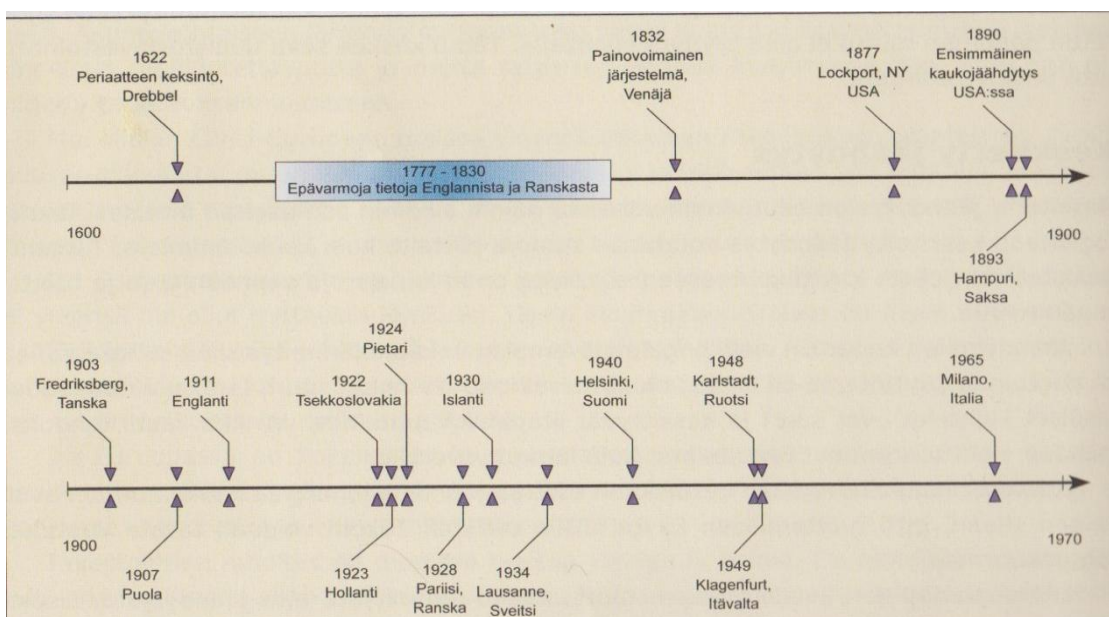 1622
Periaatteen keksintö,
Drebbel
1777 - 1830
Epävarmoja tietoja Englannista ja Ranskasta
1832
Painovoimainen
järjestelmä,
Venäjä
1877
Lockport, NY
USA
1890
Ensimmäinen
kaukojäähdytys
USA:ssa
1600
1900
1893
Hampuri,
Saksa
1903
Fredriksberg,
Tanska
1911
Englanti
1922
Tsekkoslovakia
1924
Pietari
1930
Islanti
1940
Helsinki,
Suomi
1948
Karlstadt,
Ruotsi
1965
Milano,
Italia
1900
1970
1907
Puola
1923
Hollanti
1928
Pariisi,
Ranska
1934
Lausanne,
Sveitsi
1949
Klagenfurt,
Itävalta